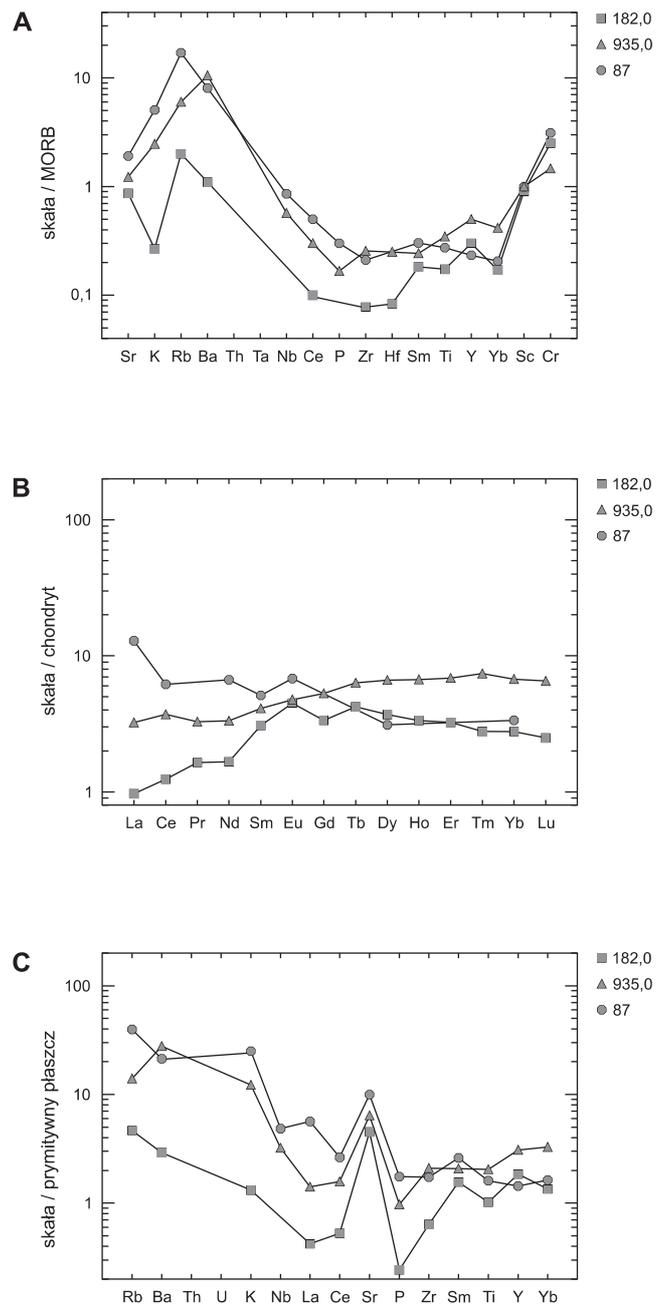 A
182,0
935,0
87
10
1
0,1
skała / MORB
Sr K Rb Ba Th Ta Nb Ce P Zr Hf Sm Ti Y Yb Sc Cr
B
182,0
935,0
87
100
10
1
skała / chondryt
La Ce Pr Nd Sm Eu Gd Tb Dy Ho Er Tm Yb Lu
C
182,0
935,0
87
100
10
1
skała / prymitywny płaszcz
Rb Ba Th U K Nb La Ce Sr P Zr Sm Ti Y Yb